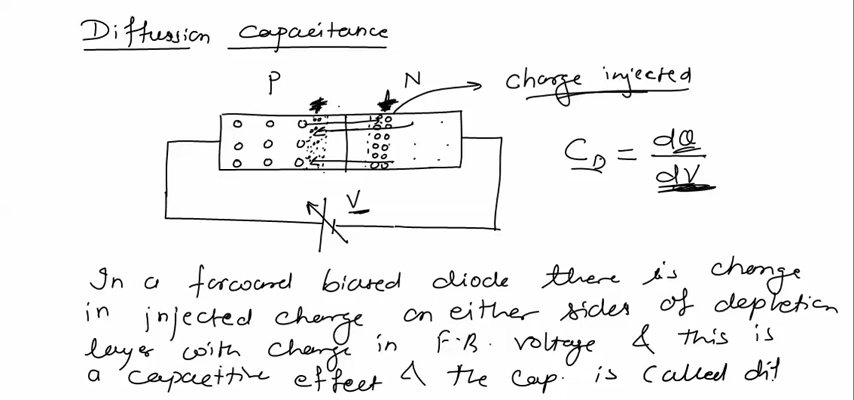 Diffussion capacitance
P
N
charge injected
C_D = dQ/dV
V
In a forward biased diode there is change
in injected charge on either sides of depletion
layer with change in F.B. voltage & this is
a capacitive effect & the cap. is called dif